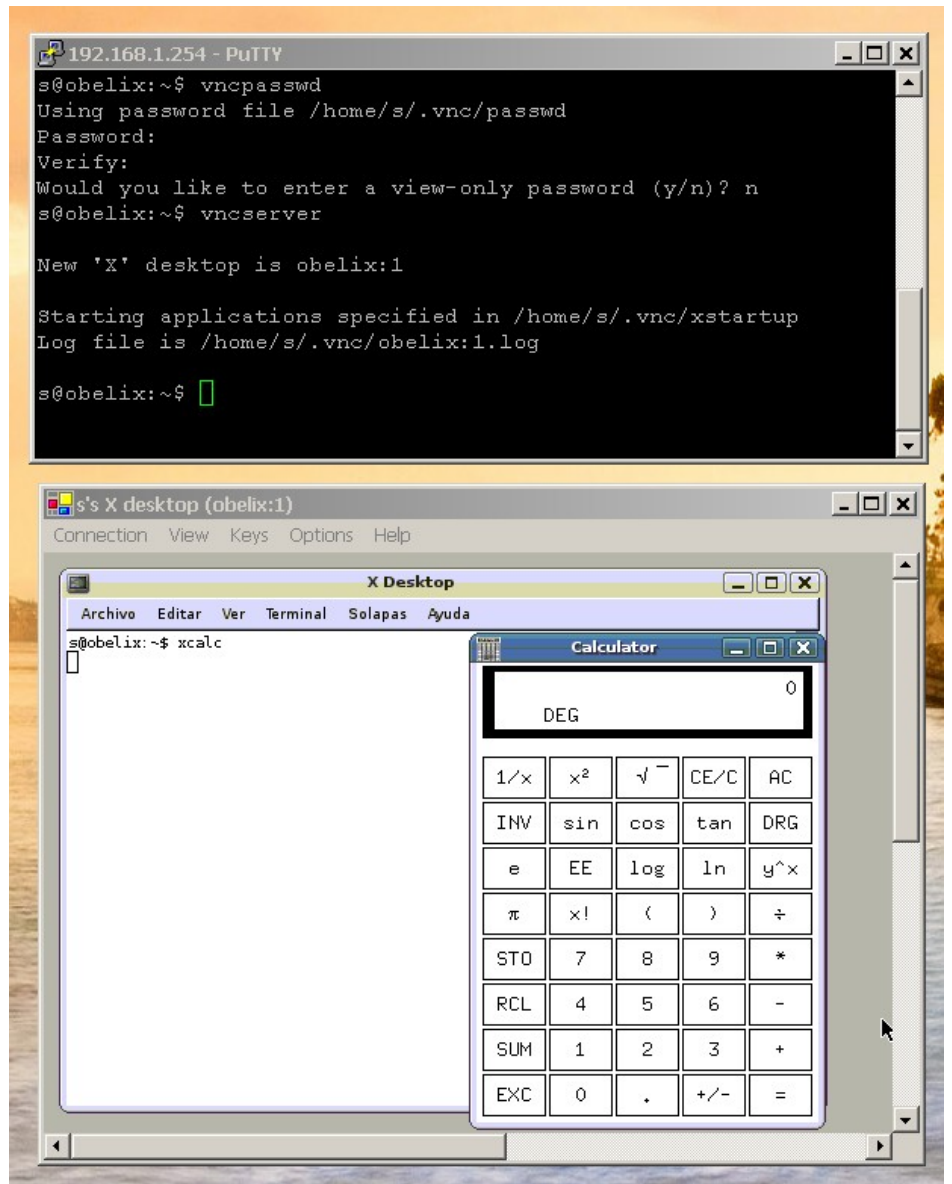 192.168.1.254 - PuTTY
s@obelix:~$ vncpasswd
Using password file /home/s/.vnc/passwd
Password:
Verify:
Would you like to enter a view-only password (y/n)? n
s@obelix:~$ vncserver
New 'X' desktop is obelix:1
Starting applications specified in /home/s/.vnc/xstartup
Log file is /home/s/.vnc/obelix:1.log
s@obelix:~$
s's X desktop (obelix:1)
Connection View Keys Options Help
X Desktop
Archivo Editar Ver Terminal Solapas Ayuda
s@obelix:~$ xcalc
Calculator
0
DEG
1/x x² √‾ CE/C AC
INV sin cos tan DRG
e EE log ln y^x
π x! ( ) ÷
STO 7 8 9 *
RCL 4 5 6 -
SUM 1 2 3 +
EXC 0 . +/- =